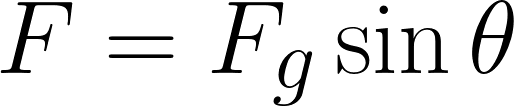 F = F_g sin θ